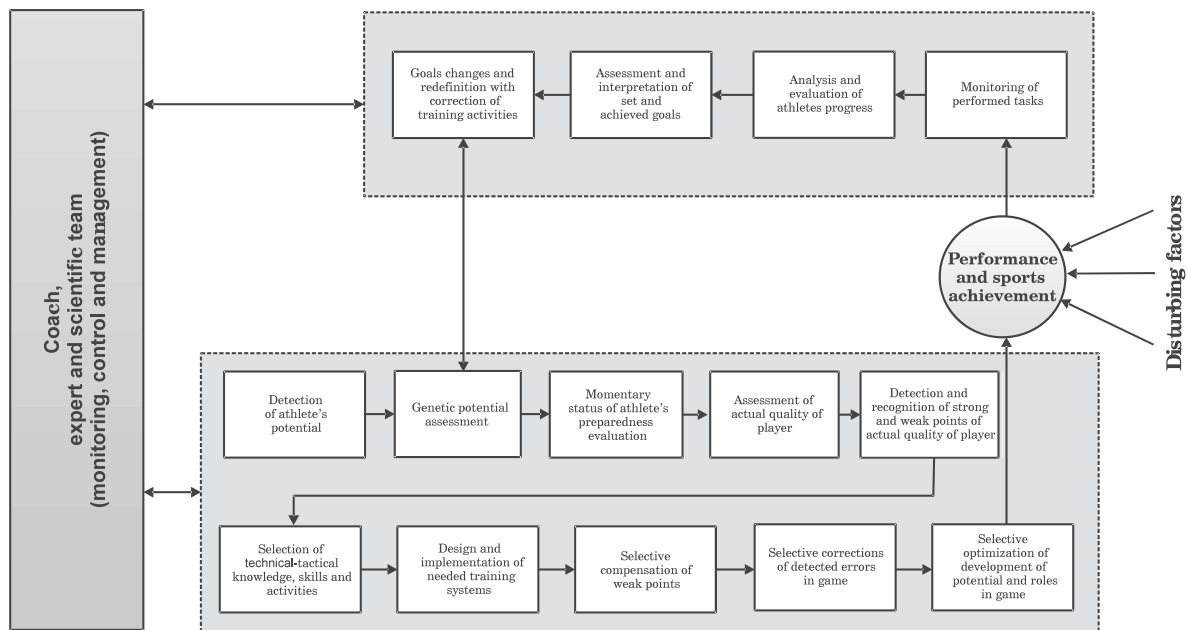 Coach,
expert and scientific team
(monitoring, control and management)
Goals changes and
redefinition with
correction of
training activities
Assessment and
interpretation of
set and
achieved goals
Analysis and
evaluation of
athletes progress
Monitoring of
performed tasks
Performance
and sports
achievement
Disturbing factors
Detection
of athlete's
potential
Genetic potential
assessment
Momentary
status of athlete's
preparedness
evaluation
Assessment of
actual quality of
player
Detection and
recognition of strong
and weak points of
actual quality of player
Selection of
technical-tactical
knowledge, skills and
activities
Design and
implementation of
needed training
systems
Selective
compensation of
weak points
Selective corrections
of detected errors
in game
Selective
optimization of
development of
potential and roles
in game